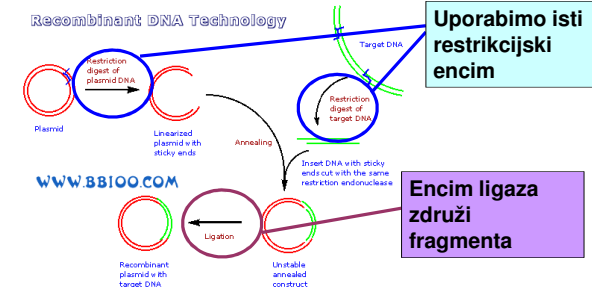 Recombinant DNA Technology
Uporabimo isti
restrikcijski
encim
Target DNA
Restriction
digest of
plasmid DNA
Restriction
digest of
target DNA
Plasmid
Linearized
plasmid with
sticky ends
Annealing
Insert DNA with sticky
ends cut with the same
restriction endonuclease
WWW.BBIOO.COM
Encim ligaza
združi
fragmenta
Ligation
Recombinant
plasmid with
target DNA
Unstable
annealed
construct